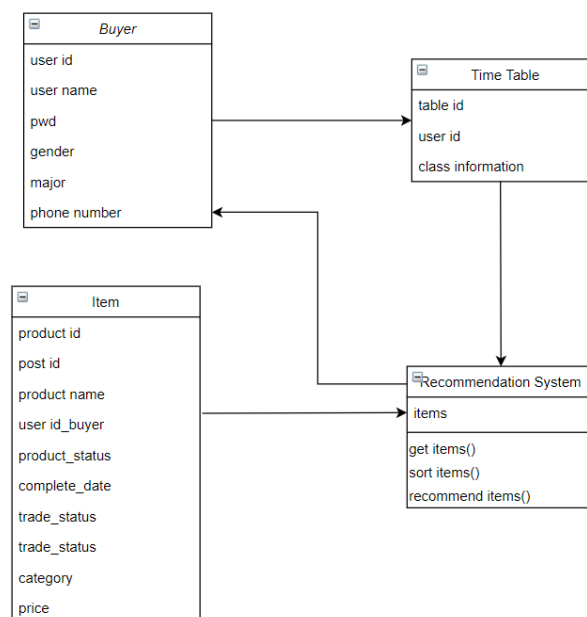 Buyer
user id
user name
pwd
gender
major
phone number
Time Table
table id
user id
class information
Item
product id
post id
product name
user id_buyer
product_status
complete_date
trade_status
trade_status
category
price
Recommendation System
items
get items()
sort items()
recommend items()